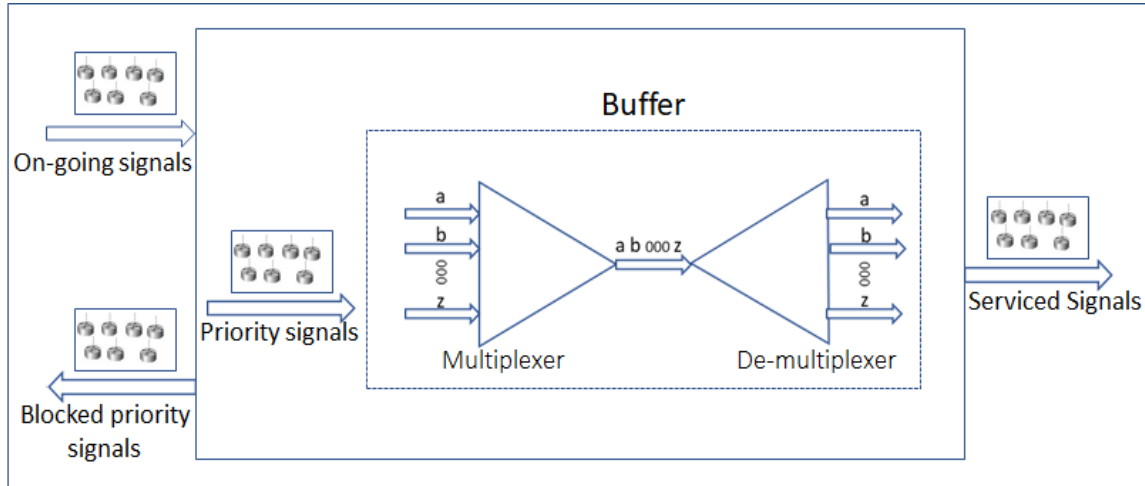 Buffer
On-going signals
a
b
000
z
a b 000 z
a
b
000
z
Priority signals
Multiplexer
De-multiplexer
Serviced Signals
Blocked priority
signals